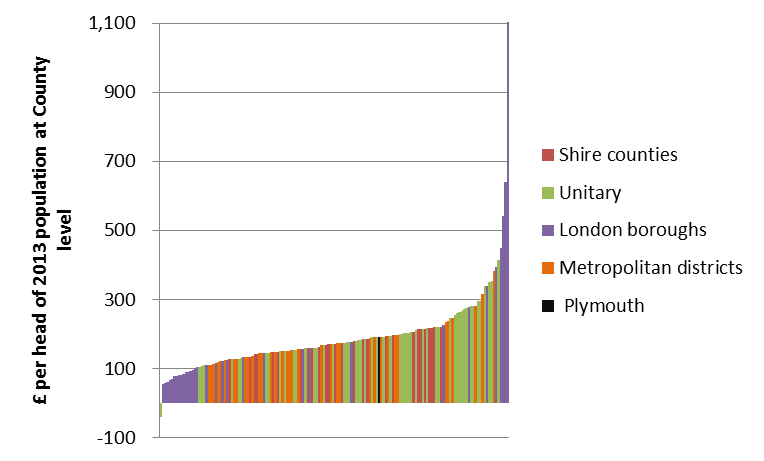 £ per head of 2013 population at County
level
1,100
900
700
500
300
100
-100
Shire counties
Unitary
London boroughs
Metropolitan districts
Plymouth